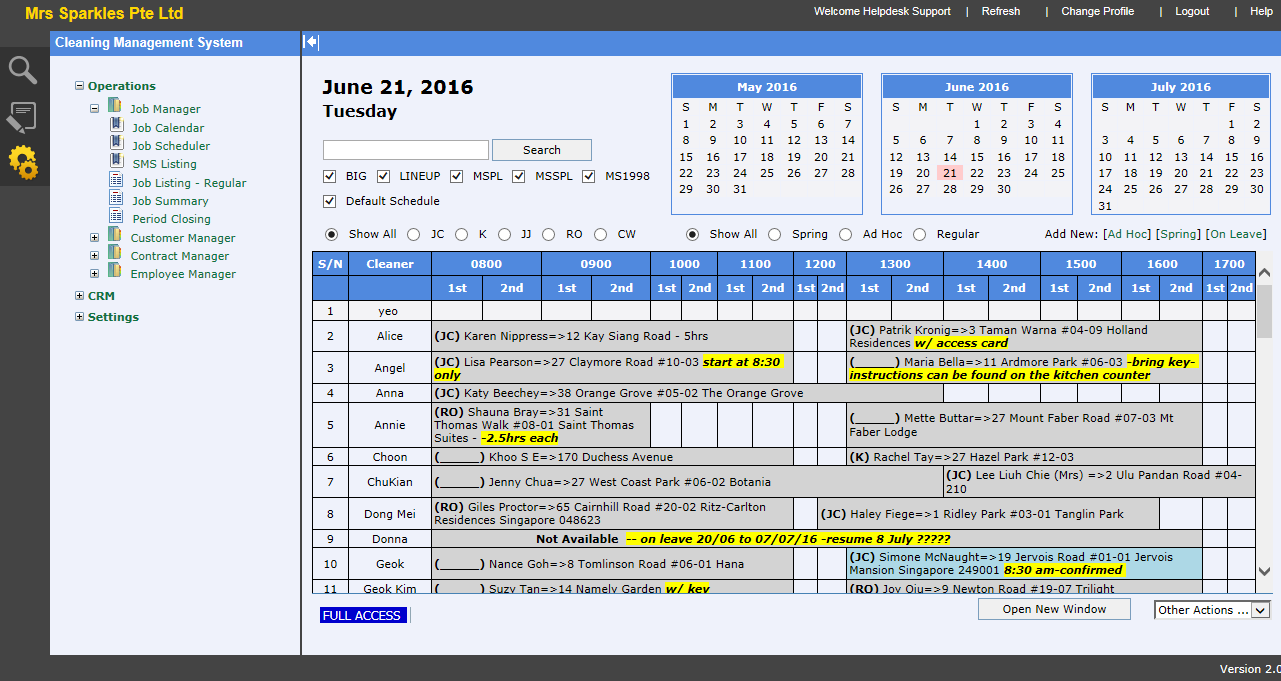 Mrs Sparkles Pte Ltd
Welcome Helpdesk Support | Refresh | Change Profile | Logout | Help
Cleaning Management System
Operations
Job Manager
Job Calendar
Job Scheduler
SMS Listing
Job Listing - Regular
Job Summary
Period Closing
Customer Manager
Contract Manager
Employee Manager
CRM
Settings
June 21, 2016
Tuesday
Search
BIG LINEUP MSPL MSSPL MS1998
Default Schedule
May 2016
S M T W T F S
1 2 3 4 5 6 7
8 9 10 11 12 13 14
15 16 17 18 19 20 21
22 23 24 25 26 27 28
29 30 31
June 2016
S M T W T F S
1 2 3 4
5 6 7 8 9 10 11
12 13 14 15 16 17 18
19 20 21 22 23 24 25
26 27 28 29 30
July 2016
S M T W T F S
1 2
3 4 5 6 7 8 9
10 11 12 13 14 15 16
17 18 19 20 21 22 23
24 25 26 27 28 29 30
31
Show All JC K JJ RO CW
Show All Spring Ad Hoc Regular
Add New: [Ad Hoc] [Spring] [On Leave]
S/N Cleaner 0800 0900 1000 1100 1200 1300 1400 1500 1600 1700
1st 2nd 1st 2nd 1st 2nd 1st 2nd 1st 2nd 1st 2nd 1st 2nd 1st 2nd 1st 2nd 1st 2nd
1 yeo
2 Alice (JC) Karen Nippress=>12 Kay Siang Road - 5hrs
(JC) Patrik Kronig=>3 Taman Warna #04-09 Holland
Residences w/ access card
3 Angel (JC) Lisa Pearson=>27 Claymore Road #10-03 start at 8:30
only
(_____) Maria Bella=>11 Ardmore Park #06-03 -bring key-
instructions can be found on the kitchen counter
4 Anna (JC) Katy Beechey=>38 Orange Grove #05-02 The Orange Grove
5 Annie (RO) Shauna Bray=>31 Saint
Thomas Walk #08-01 Saint Thomas
Suites - -2.5hrs each
(_____) Mette Buttar=>27 Mount Faber Road #07-03 Mt
Faber Lodge
6 Choon (_____) Khoo S E=>170 Duchess Avenue
(K) Rachel Tay=>27 Hazel Park #12-03
7 ChuKian (_____) Jenny Chua=>27 West Coast Park #06-02 Botania
(JC) Lee Liuh Chie (Mrs) =>2 Ulu Pandan Road #04-
210
8 Dong Mei (RO) Giles Proctor=>65 Cairnhill Road #20-02 Ritz-Carlton
Residences Singapore 048623
(JC) Haley Fiege=>1 Ridley Park #03-01 Tanglin Park
9 Donna Not Available -- on leave 20/06 to 07/07/16 -resume 8 July ?????
10 Geok (_____) Nance Goh=>8 Tomlinson Road #06-01 Hana
(JC) Simone McNaught=>19 Jervois Road #01-01 Jervois
Mansion Singapore 249001 8:30 am-confirmed
11 Geok Kim (_____) Suzy Tan=>14 Namely Garden w/ key
(RO) Joy Qiu=>9 Newton Road #19-07 Trilight
FULL ACCESS
Open New Window
Other Actions ...
Version 2.0